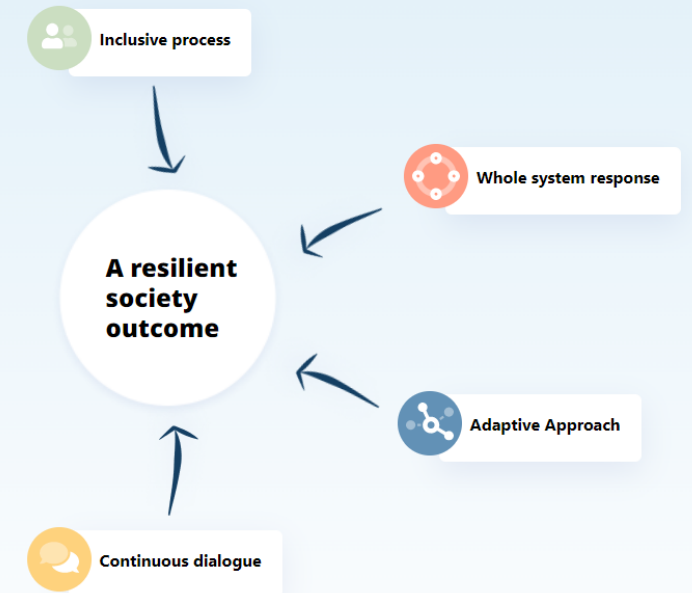 Inclusive process
Whole system response
A resilient
society
outcome
Adaptive Approach
Continuous dialogue